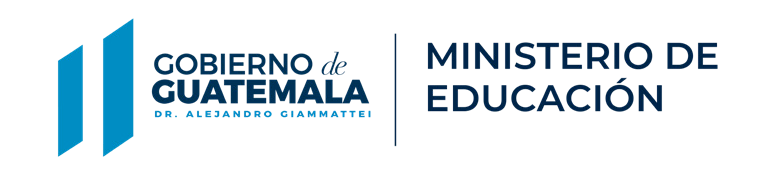 GOBIERNO de
GUATEMALA
DR. ALEJANDRO GIAMMATTEI
MINISTERIO DE
EDUCACIÓN